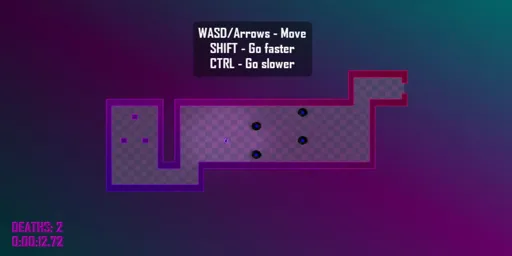 WASD/Arrows - Move
SHIFT - Go faster
CTRL - Go slower
DEATHS: 2
0:00:12.72